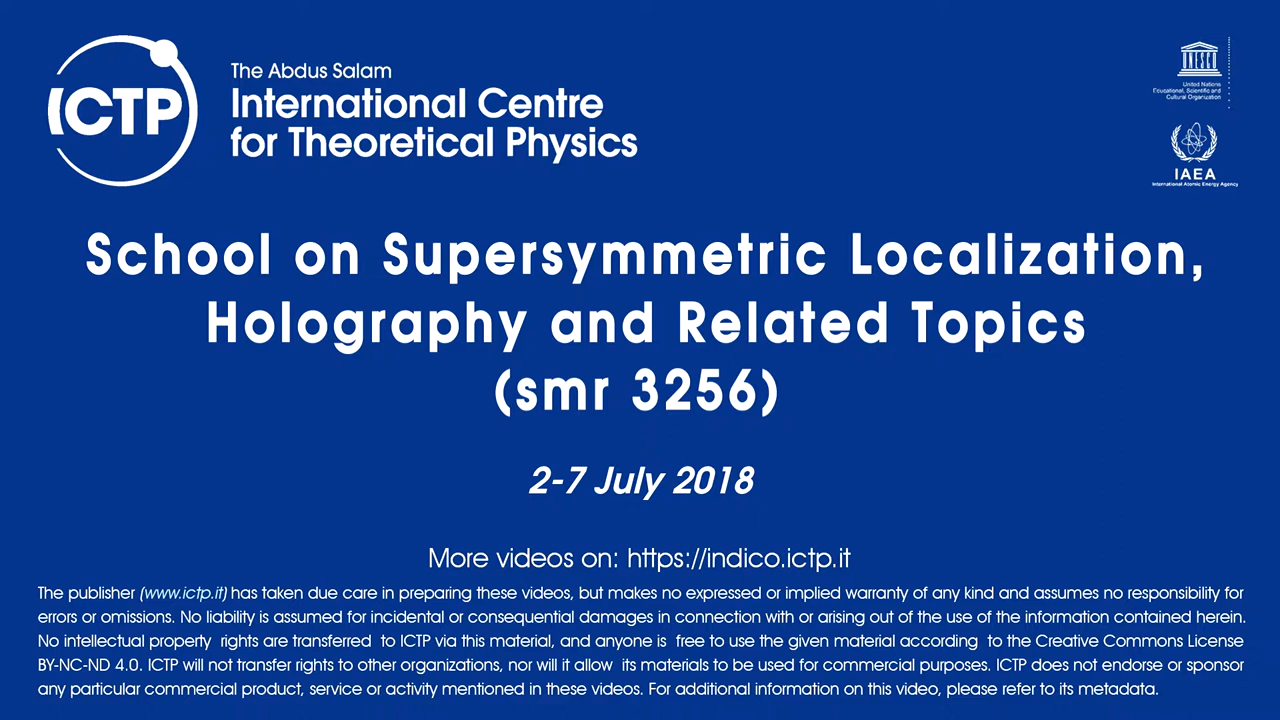 ICTP
The Abdus Salam
International Centre
for Theoretical Physics
UNESCO
United Nations
Educational, Scientific and
Cultural Organization
IAEA
International Atomic Energy Agency
School on Supersymmetric Localization,
Holography and Related Topics
(smr 3256)
2-7 July 2018
More videos on: https://indico.ictp.it
The publisher (www.ictp.it) has taken due care in preparing these videos, but makes no expressed or implied warranty of any kind and assumes no responsibility for
errors or omissions. No liability is assumed for incidental or consequential damages in connection with or arising out of the use of the information contained herein.
No intellectual property rights are transferred to ICTP via this material, and anyone is free to use the given material according to the Creative Commons License
BY-NC-ND 4.0. ICTP will not transfer rights to other organizations, nor will it allow its materials to be used for commercial purposes. ICTP does not endorse or sponsor
any particular commercial product, service or activity mentioned in these videos. For additional information on this video, please refer to its metadata.